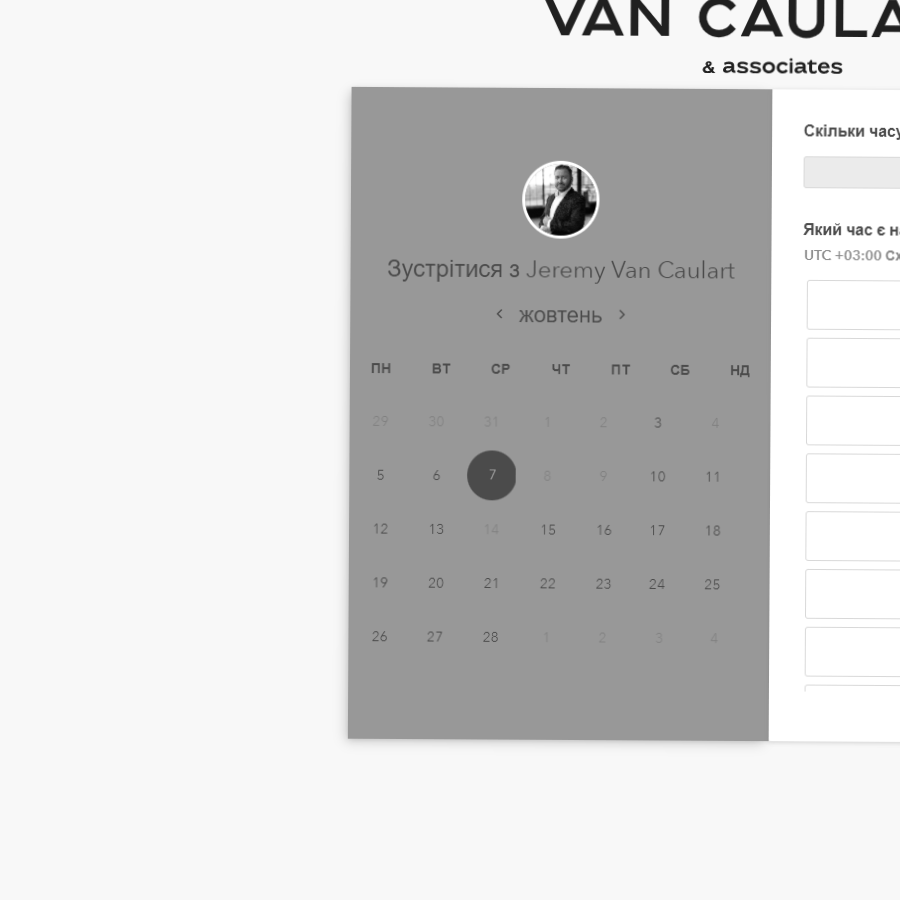 VAN CAULA
& associates
Зустрітися з Jeremy Van Caulart
жовтень
ПН ВТ СР ЧТ ПТ СБ НД
29 30 31 1 2 3 4
5 6 7 8 9 10 11
12 13 14 15 16 17 18
19 20 21 22 23 24 25
26 27 28 1 2 3 4
Скільки часу
Який час є н
UTC +03:00 Сх